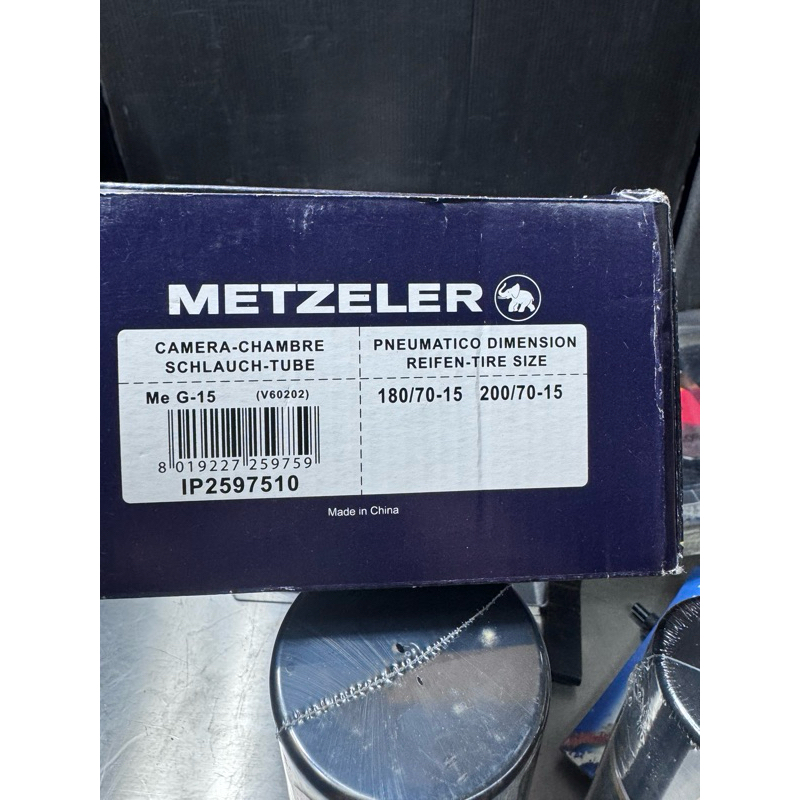 METZELER
CAMERA-CHAMBRE
SCHLAUCH-TUBE
PNEUMATICO DIMENSION
REIFEN-TIRE SIZE
Me G-15 (V60202)
180/70-15 200/70-15
8 019227 259759
IP2597510
Made in China